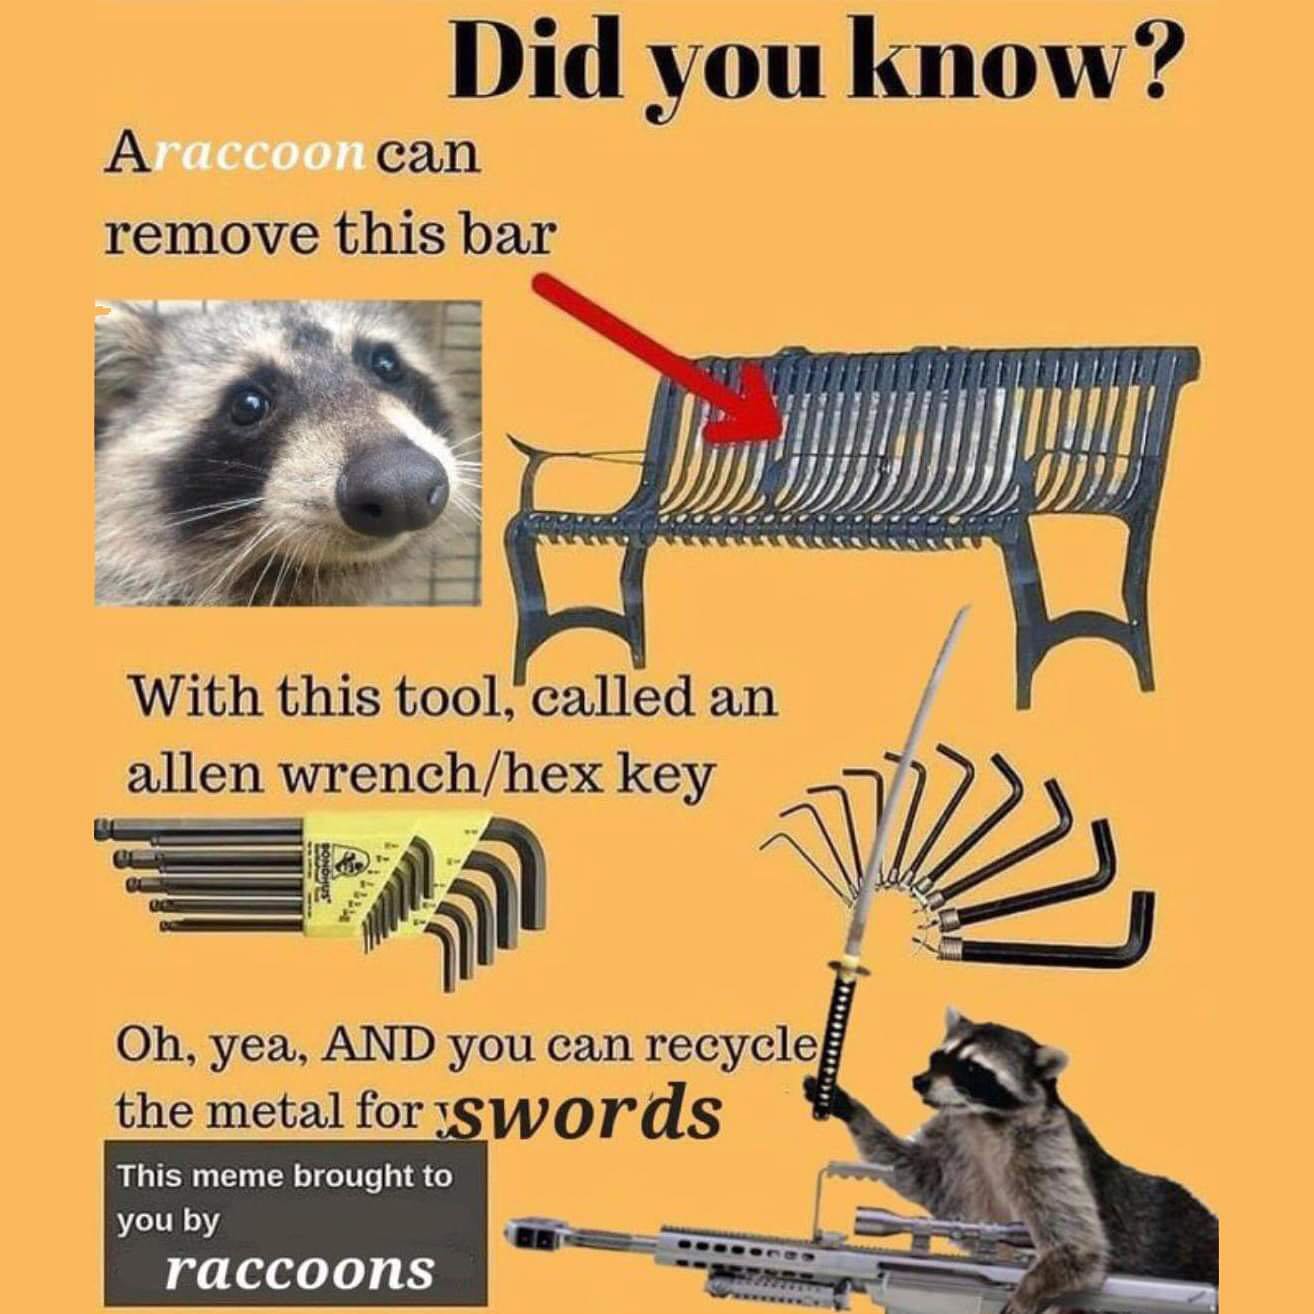 Did you know?
A raccoon can
remove this bar
With this tool, called an
allen wrench/hex key
BONDHUS
Oh, yea, AND you can recycle
the metal for swords
This meme brought to
you by
raccoons